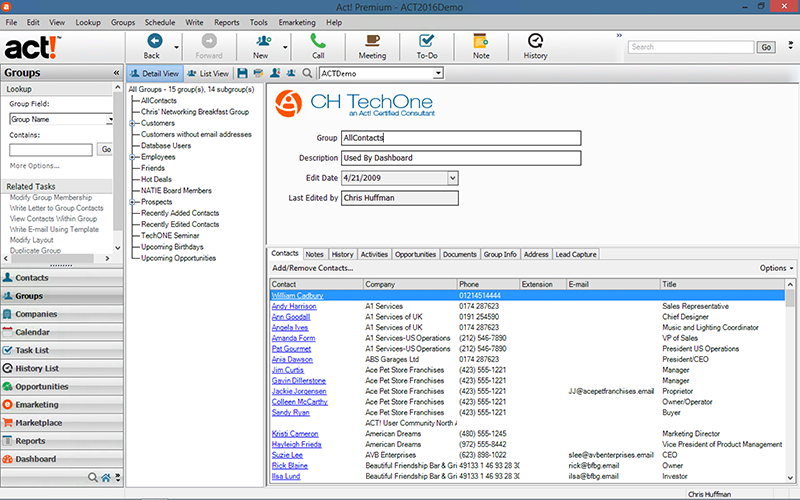 Act! Premium - ACT2016Demo
File Edit View Lookup Groups Schedule Write Reports Tools Emarketing Help
act!™
Back
Forward
New
Call
Meeting
To-Do
Note
History
Search
Go
Groups
Lookup
Group Field:
Group Name
Contains:
Go
More Options...
Related Tasks
Modify Group Membership
Write Letter to Group Contacts
View Contacts Within Group
Write E-mail Using Template
Modify Layout
Duplicate Group
Contacts
Groups
Companies
Calendar
Task List
History List
Opportunities
Emarketing
Marketplace
Reports
Dashboard
Detail View
List View
ACTDemo
All Groups - 15 group(s), 14 subgroup(s)
AllContacts
Chris' Networking Breakfast Group
Customers
Customers without email addresses
Database Users
Employees
Friends
Hot Deals
NATIE Board Members
Prospects
Recently Added Contacts
Recently Edited Contacts
TechONE Seminar
Upcoming Birthdays
Upcoming Opportunities
CH TechOne
an Act! Certified Consultant
Group AllContacts
Description Used By Dashboard
Edit Date 4/21/2009
Last Edited by Chris Huffman
Contacts Notes History Activities Opportunities Documents Group Info Address Lead Capture
Add/Remove Contacts...
Options
Contact Company Phone Extension E-mail Title
William Cadbury 01214514444
Andy Harrison A1 Services 0174 287623 Sales Representative
Ann Goodall A1 Services of UK 0191 254590 Chief Designer
Angela Ives A1 Services of UK 0174 287623 Music and Lighting Coordinator
Amanda Form A1 Services-US Operations (212) 546-7890 VP of Sales
Pat Gourmet A1 Services-US Operations (212) 546-7890 President US Operations
Ania Dawson ABS Garages Ltd 0174 287623 President/CEO
Jim Curtis Ace Pet Store Franchises (423) 555-1221 Manager
Gavin Dillerstone Ace Pet Store Franchises (423) 555-1221 Manager
Jackie Jorgensen Ace Pet Store Franchises (423) 555-1221 JJ@acepetfranchises.email Proprietor
Colleen McCarthy Ace Pet Store Franchises (423) 555-1221 Owner/Operator
Sandy Ryan Ace Pet Store Franchises (423) 555-1221 Buyer
ACT! User Community North A
Kristi Cameron American Dreams (480) 555-1245 Marketing Director
Hayleigh Frieda American Dreams (972) 555-8442 Vice President of Product Management
Suzie Lee AVB Enterprises (623) 898-1022 slee@avbenterprises.email CEO
Rick Blaine Beautiful Friendship Bar & Gri 49133 1 46 93 28 30 rick@bfbg.email Owner
Ilsa Lund Beautiful Friendship Bar & Gri 49133 1 46 93 28 30 ilsa@bfbg.email Investor
Chris Huffman